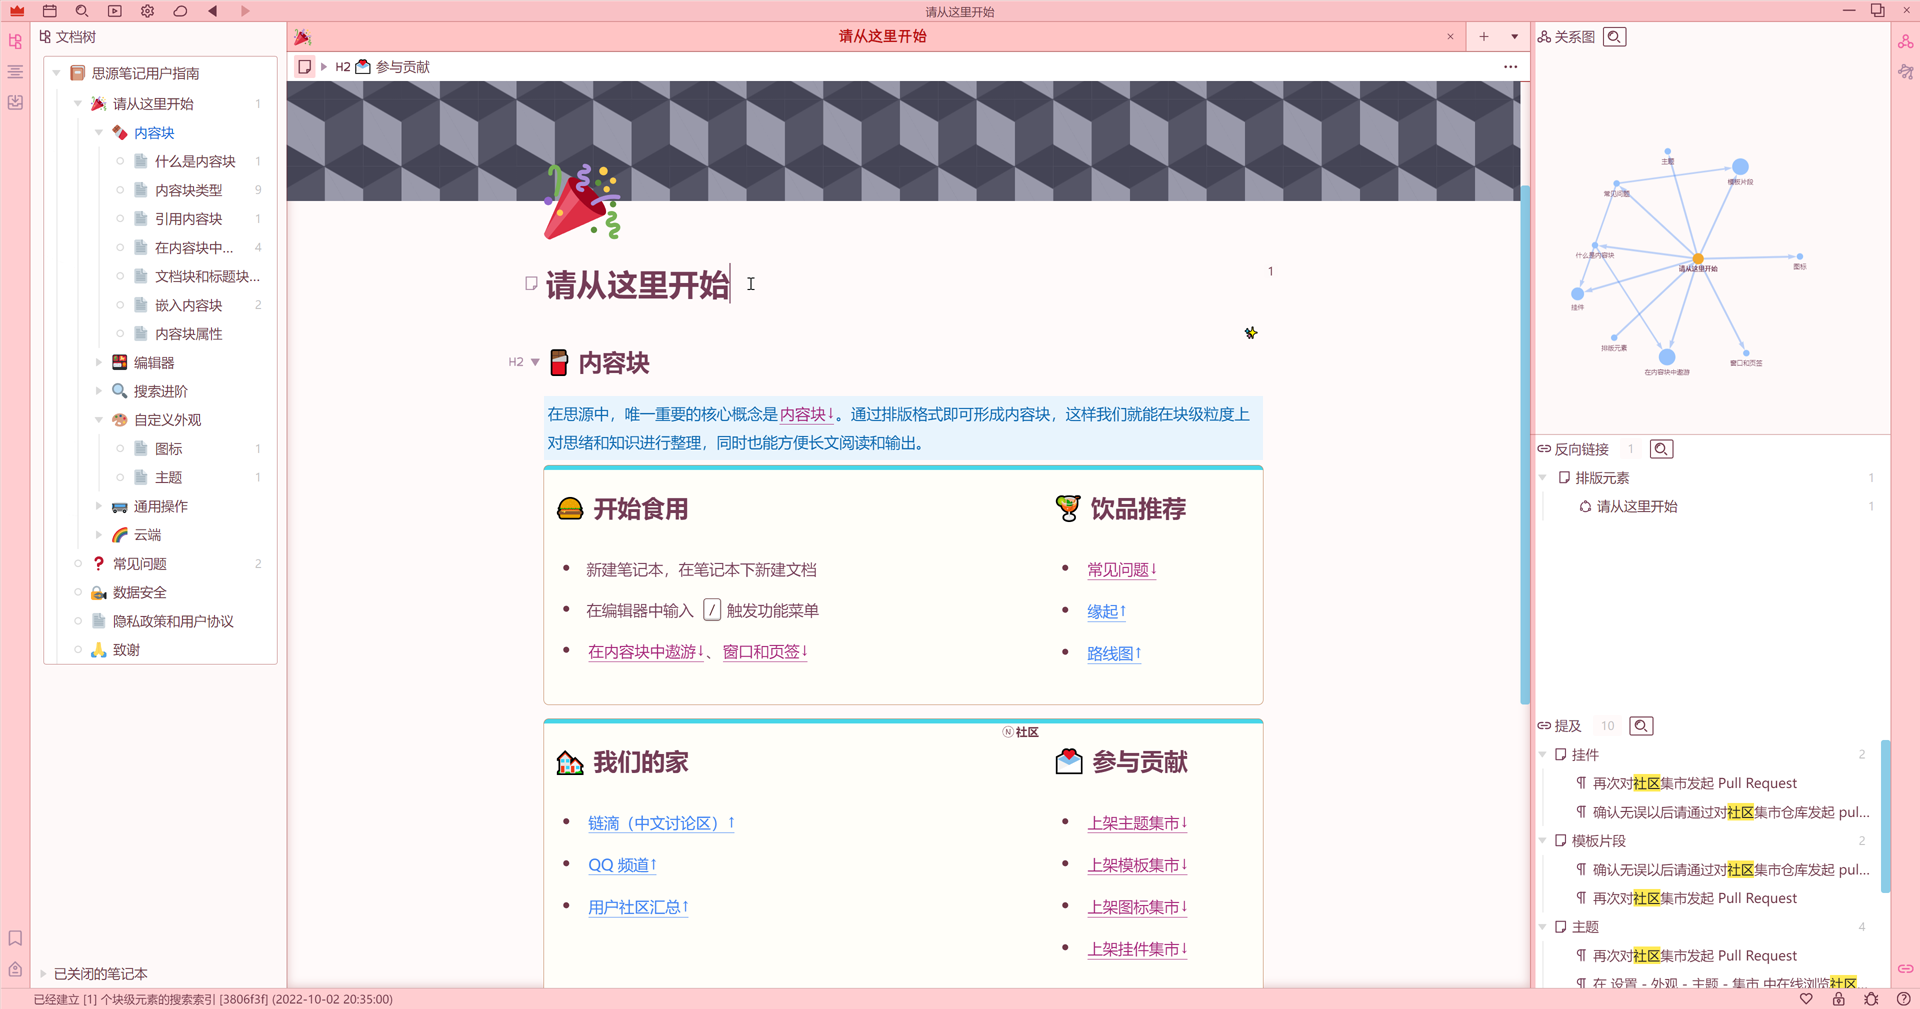 请从这里开始
文档树
思源笔记用户指南
请从这里开始 1
内容块
什么是内容块 1
内容块类型 9
引用内容块 1
在内容块中... 4
文档块和标题块...
嵌入内容块 2
内容块属性
编辑器
搜索进阶
自定义外观
图标 1
主题 1
通用操作
云端
常见问题 2
数据安全
隐私政策和用户协议
致谢
已关闭的笔记本
请从这里开始
H2 参与贡献
请从这里开始
1
H2 内容块
在思源中，唯一重要的核心概念是内容块↓。通过排版格式即可形成内容块，这样我们就能在块级粒度上
对思绪和知识进行整理，同时也能方便长文阅读和输出。
开始食用
新建笔记本，在笔记本下新建文档
在编辑器中输入 / 触发功能菜单
在内容块中遨游↓、窗口和页签↓
饮品推荐
常见问题↓
缘起↑
路线图↑
N 社区
我们的家
链滴（中文讨论区）↑
QQ 频道↑
用户社区汇总↑
参与贡献
上架主题集市↓
上架模板集市↓
上架图标集市↓
上架挂件集市↓
关系图
主题
模板片段
常见问题
什么是内容块
请从这里开始
图标
挂件
排版元素
在内容块中遨游
窗口和页签
反向链接 1
排版元素 1
请从这里开始 1
提及 10
挂件 2
再次对社区集市发起 Pull Request
确认无误以后请通过对社区集市仓库发起 pul...
模板片段 2
确认无误以后请通过对社区集市仓库发起 pul...
再次对社区集市发起 Pull Request
主题 4
再次对社区集市发起 Pull Request
在 设置 - 外观 - 主题 - 集市 中在线浏览社区...
已经建立 [1] 个块级元素的搜索索引 [3806f3f] (2022-10-02 20:35:00)